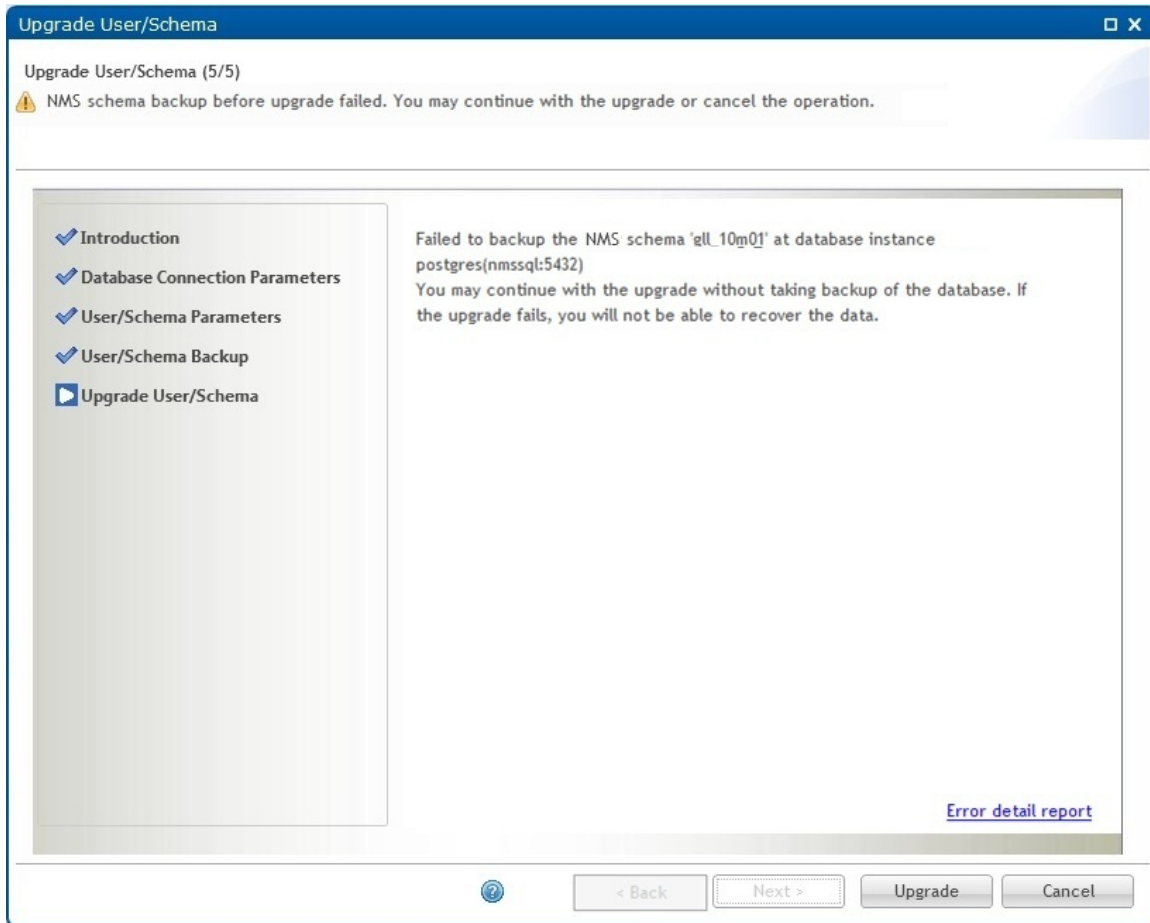 Upgrade User/Schema
Upgrade User/Schema (5/5)
NMS schema backup before upgrade failed. You may continue with the upgrade or cancel the operation.
Introduction
Database Connection Parameters
User/Schema Parameters
User/Schema Backup
Upgrade User/Schema
Failed to backup the NMS schema 'gll_10m01' at database instance
postgres(nmssql:5432)
You may continue with the upgrade without taking backup of the database. If
the upgrade fails, you will not be able to recover the data.
Error detail report
< Back
Next >
Upgrade
Cancel